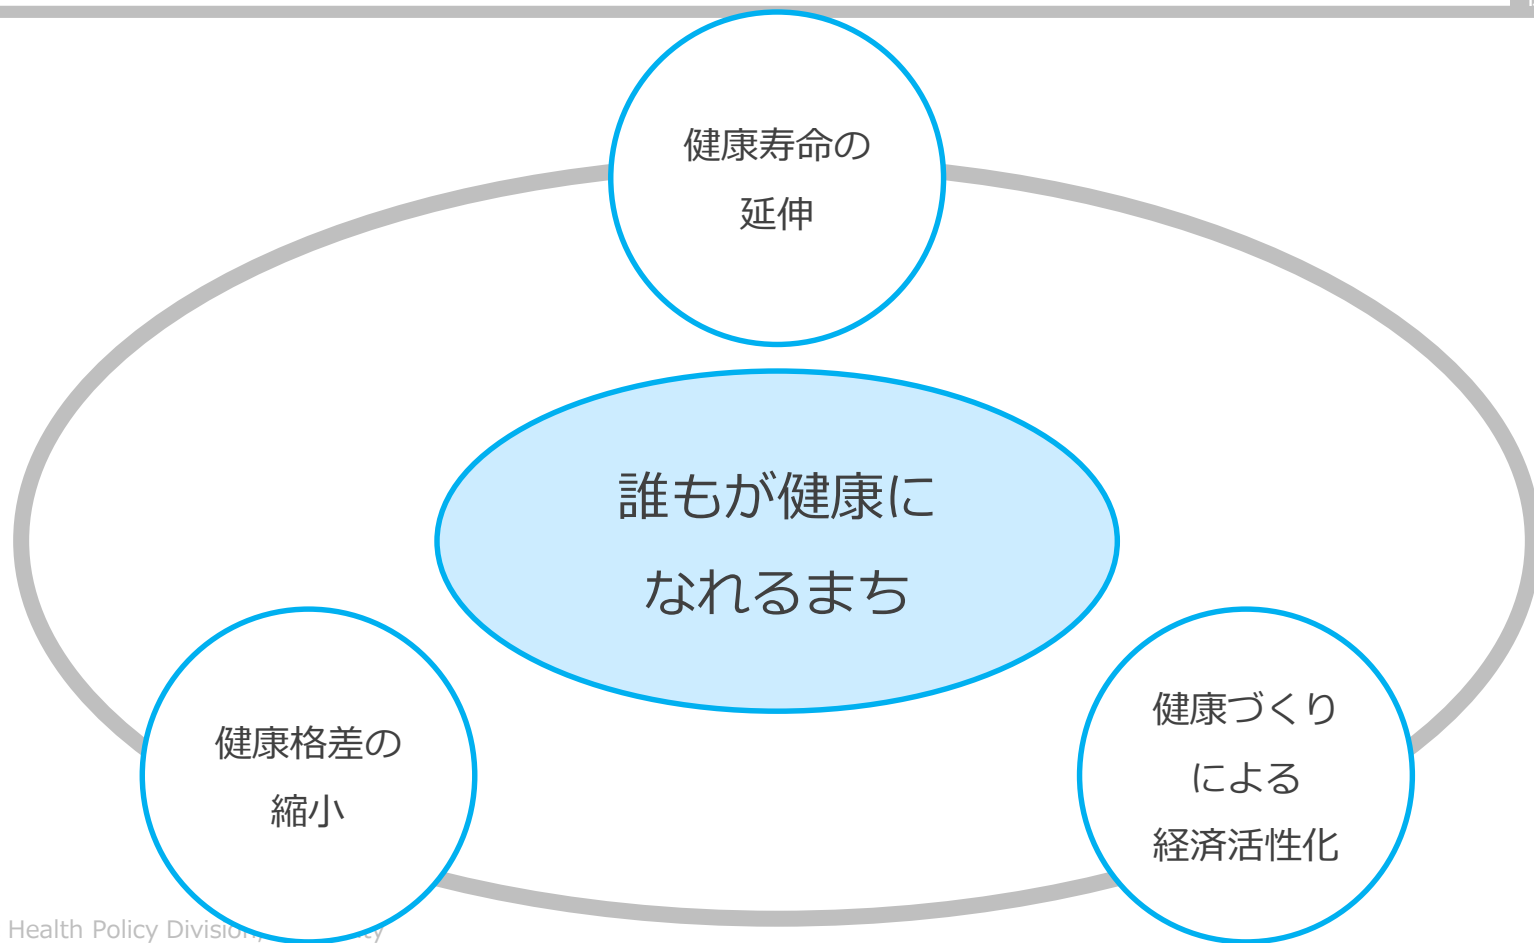 健康寿命の
延伸
誰もが健康に
なれるまち
健康格差の
縮小
健康づくり
による
経済活性化
Health Policy Division,